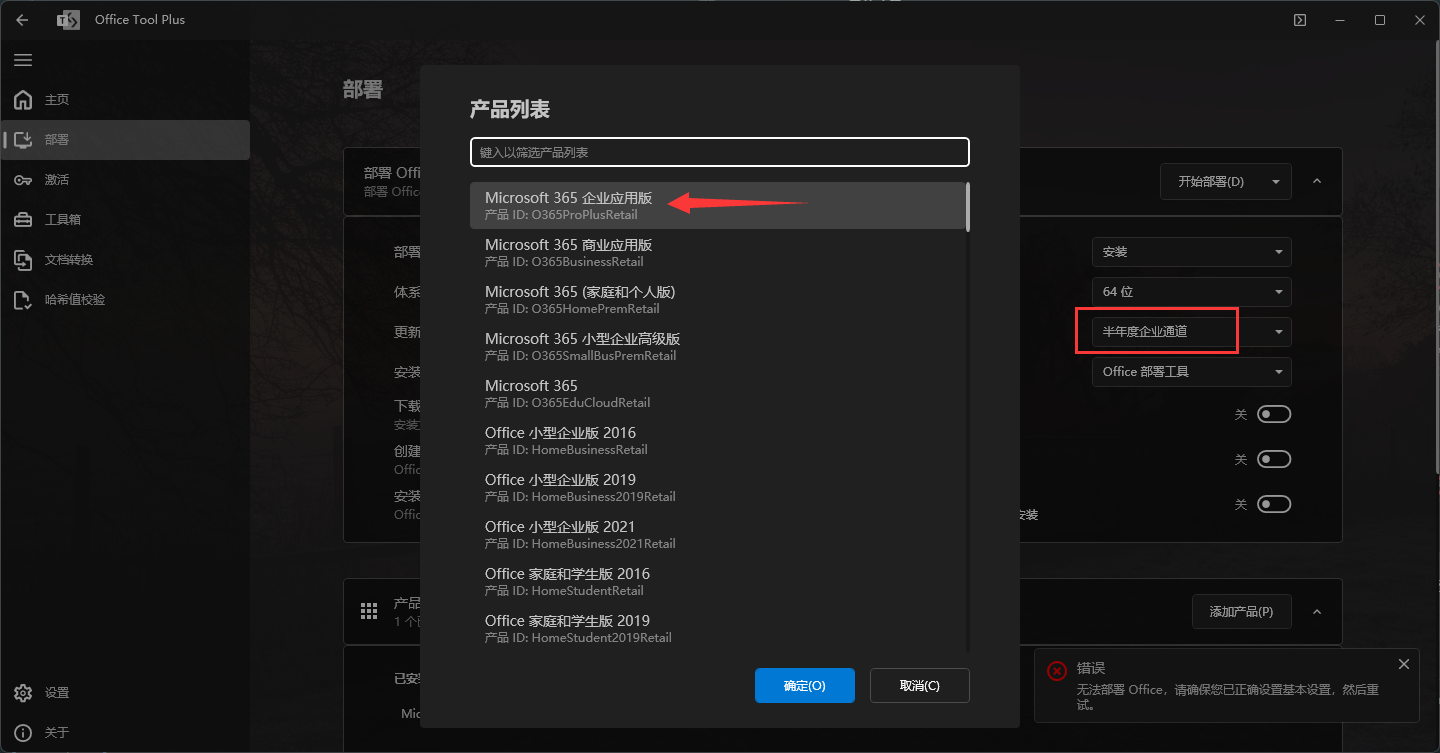 Office Tool Plus
主页
部署
激活
工具箱
文档转换
哈希值校验
设置
关于
部署
部署 Offi
部署 Offic
开始部署(D)
部署
安装
体系
64 位
更新
半年度企业通道
安装
Office 部署工具
下载
安装
关
创建
Offic
关
安装
Offic
安装
关
产品
1 个已
添加产品(P)
已安装
Mic
产品列表
键入以筛选产品列表
Microsoft 365 企业应用版
产品 ID: O365ProPlusRetail
Microsoft 365 商业应用版
产品 ID: O365BusinessRetail
Microsoft 365 (家庭和个人版)
产品 ID: O365HomePremRetail
Microsoft 365 小型企业高级版
产品 ID: O365SmallBusPremRetail
Microsoft 365
产品 ID: O365EduCloudRetail
Office 小型企业版 2016
产品 ID: HomeBusinessRetail
Office 小型企业版 2019
产品 ID: HomeBusiness2019Retail
Office 小型企业版 2021
产品 ID: HomeBusiness2021Retail
Office 家庭和学生版 2016
产品 ID: HomeStudentRetail
Office 家庭和学生版 2019
产品 ID: HomeStudent2019Retail
确定(O)
取消(C)
错误
无法部署 Office，请确保您已正确设置基本设置，然后重
试。